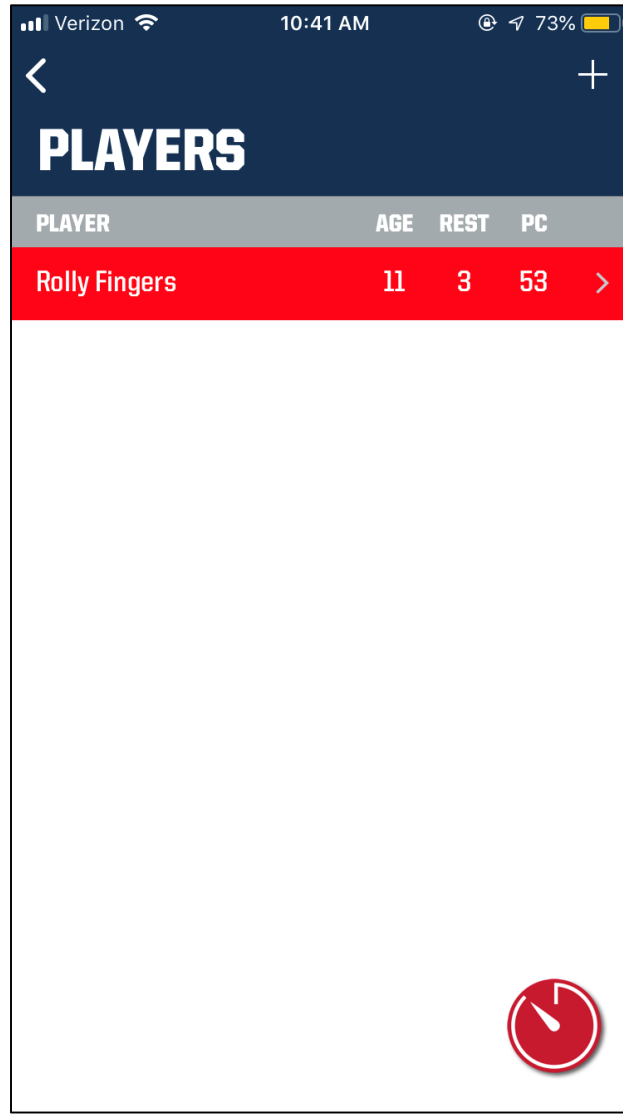 Verizon 10:41 AM 73%
PLAYERS
PLAYER AGE REST PC
Rolly Fingers 11 3 53